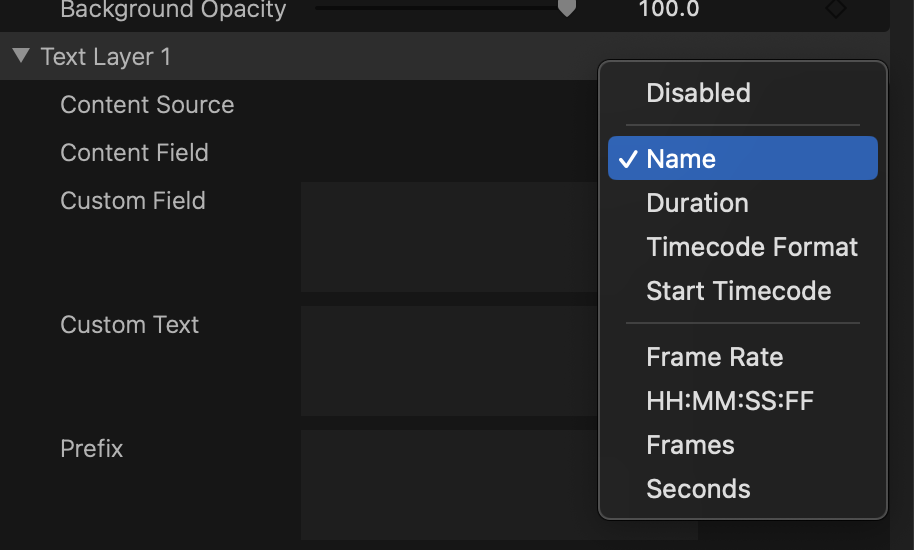 Background Opacity 100.0
Text Layer 1
Content Source
Content Field
Custom Field
Custom Text
Prefix
Disabled
Name
Duration
Timecode Format
Start Timecode
Frame Rate
HH:MM:SS:FF
Frames
Seconds